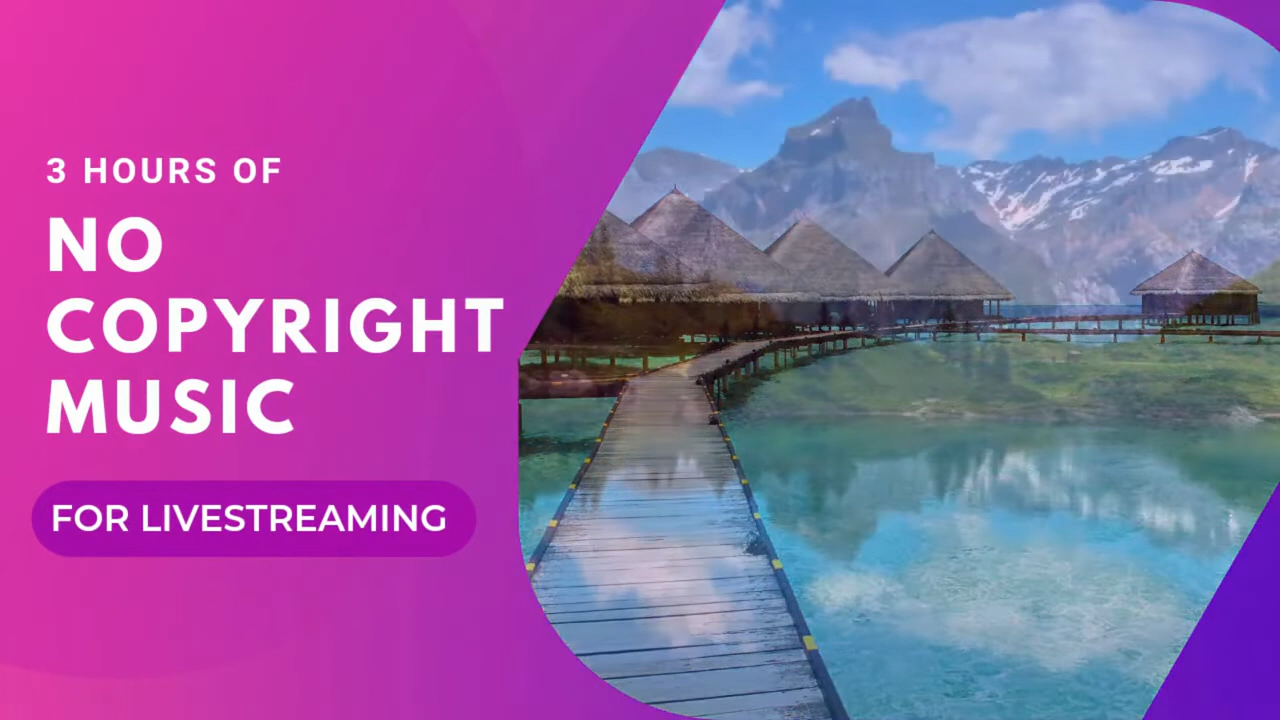 3 HOURS OF
NO
COPYRIGHT
MUSIC
FOR LIVESTREAMING